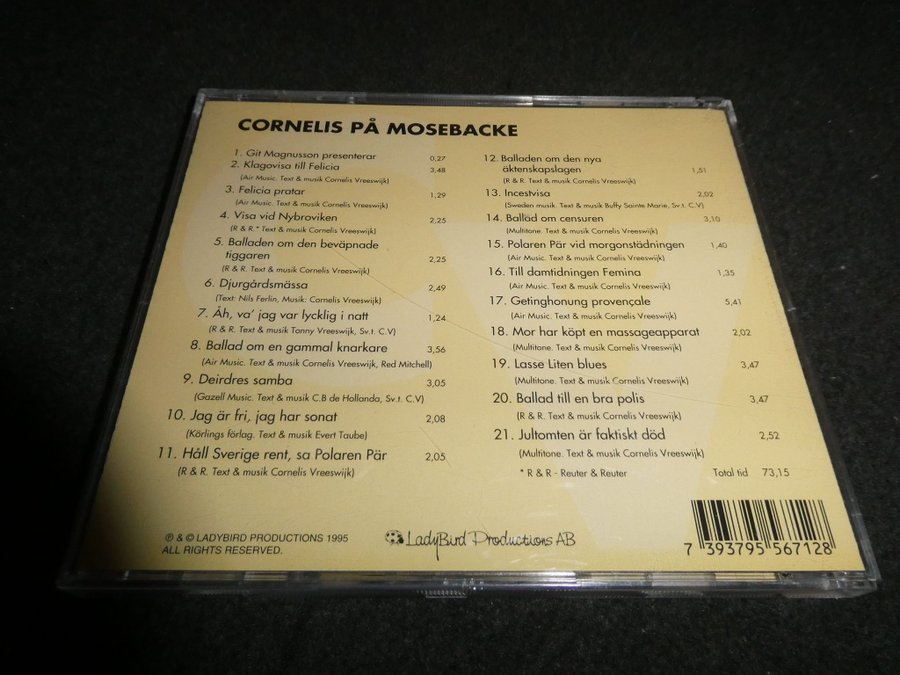 CORNELIS PÅ MOSEBACKE
1. Git Magnusson presenterar 0,27
2. Klagovisa till Felicia 3,48
(Air Music. Text & musik Cornelis Vreeswijk)
3. Felicia pratar 1,29
(Air Music. Text & musik Cornelis Vreeswijk)
4. Visa vid Nybroviken 2,25
(R & R.* Text & musik Cornelis Vreeswijk)
5. Balladen om den beväpnade
tiggaren 2,25
(R & R. Text & musik Cornelis Vreeswijk)
6. Djurgårdsmässa 2,49
(Text: Nils Ferlin, Musik: Cornelis Vreeswijk)
7. Åh, va' jag var lycklig i natt 1,24
(R & R. Text & musik Tonny Vreeswijk, Sv.t. C.V)
8. Ballad om en gammal knarkare 3,56
(Air Music. Text & musik Cornelis Vreeswijk, Red Mitchell)
9. Deirdres samba 3,05
(Gazell Music. Text & musik C.B de Hollanda, Sv.t. C.V)
10. Jag är fri, jag har sonat 2,08
(Körlings förlag. Text & musik Evert Taube)
11. Håll Sverige rent, sa Polaren Pär 2,05
(R & R. Text & musik Cornelis Vreeswijk)
12. Balladen om den nya
äktenskapslagen 1,51
(R & R. Text & musik Cornelis Vreeswijk)
13. Incestvisa 2,02
(Sweden musik. Text & musik Buffy Sainte Marie, Sv.t. C.V)
14. Ballad om censuren 3,10
(Multitone. Text & musik Cornelis Vreeswijk)
15. Polaren Pär vid morgonstädningen 1,40
(Air Music. Text & musik Cornelis Vreeswijk)
16. Till damtidningen Femina 1,35
(Air Music. Text & musik Cornelis Vreeswijk)
17. Getinghonung provençale 5,41
(Air Music. Text & musik Cornelis Vreeswijk)
18. Mor har köpt en massageapparat 2,02
(Multitone. Text & musik Cornelis Vreeswijk)
19. Lasse Liten blues 3,47
(Multitone. Text & musik Cornelis Vreeswijk)
20. Ballad till en bra polis 3,47
(R & R. Text & musik Cornelis Vreeswijk)
21. Jultomten är faktiskt död 2,52
(Multitone. Text & musik Cornelis Vreeswijk)
* R & R - Reuter & Reuter Total tid 73,15
℗ & © LADYBIRD PRODUCTIONS 1995
ALL RIGHTS RESERVED.
LadyBird Productions AB
7 393795 567128